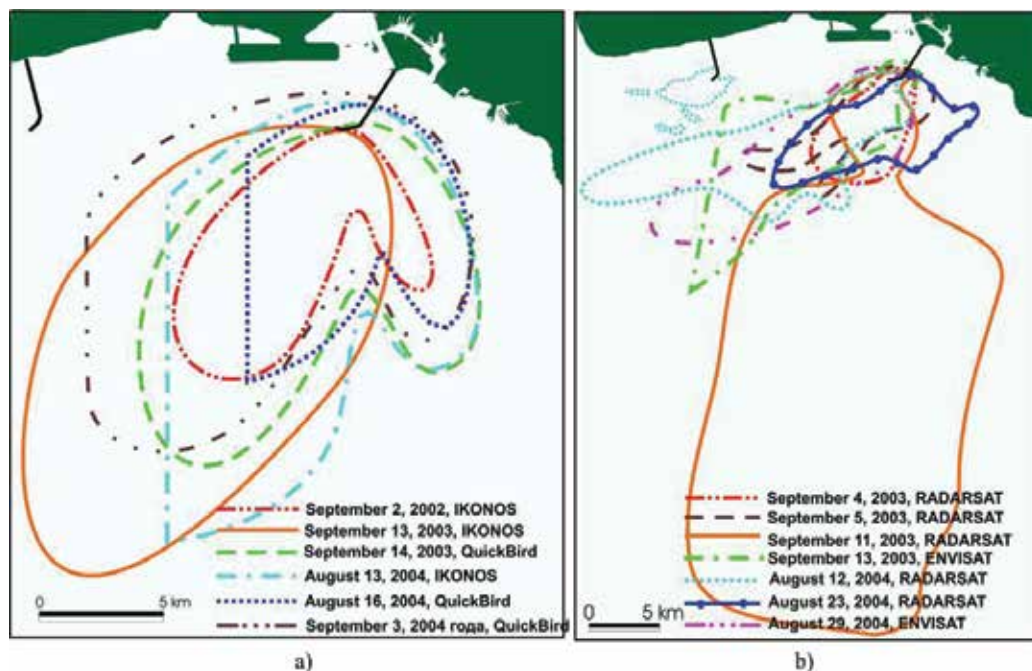 September 2, 2002, IKONOS
September 13, 2003, IKONOS
September 14, 2003, QuickBird
August 13, 2004, IKONOS
August 16, 2004, QuickBird
September 3, 2004 года, QuickBird
0 5 km
a)
September 4, 2003, RADARSAT
September 5, 2003, RADARSAT
September 11, 2003, RADARSAT
September 13, 2003, ENVISAT
August 12, 2004, RADARSAT
August 23, 2004, RADARSAT
August 29, 2004, ENVISAT
0 5 km
b)